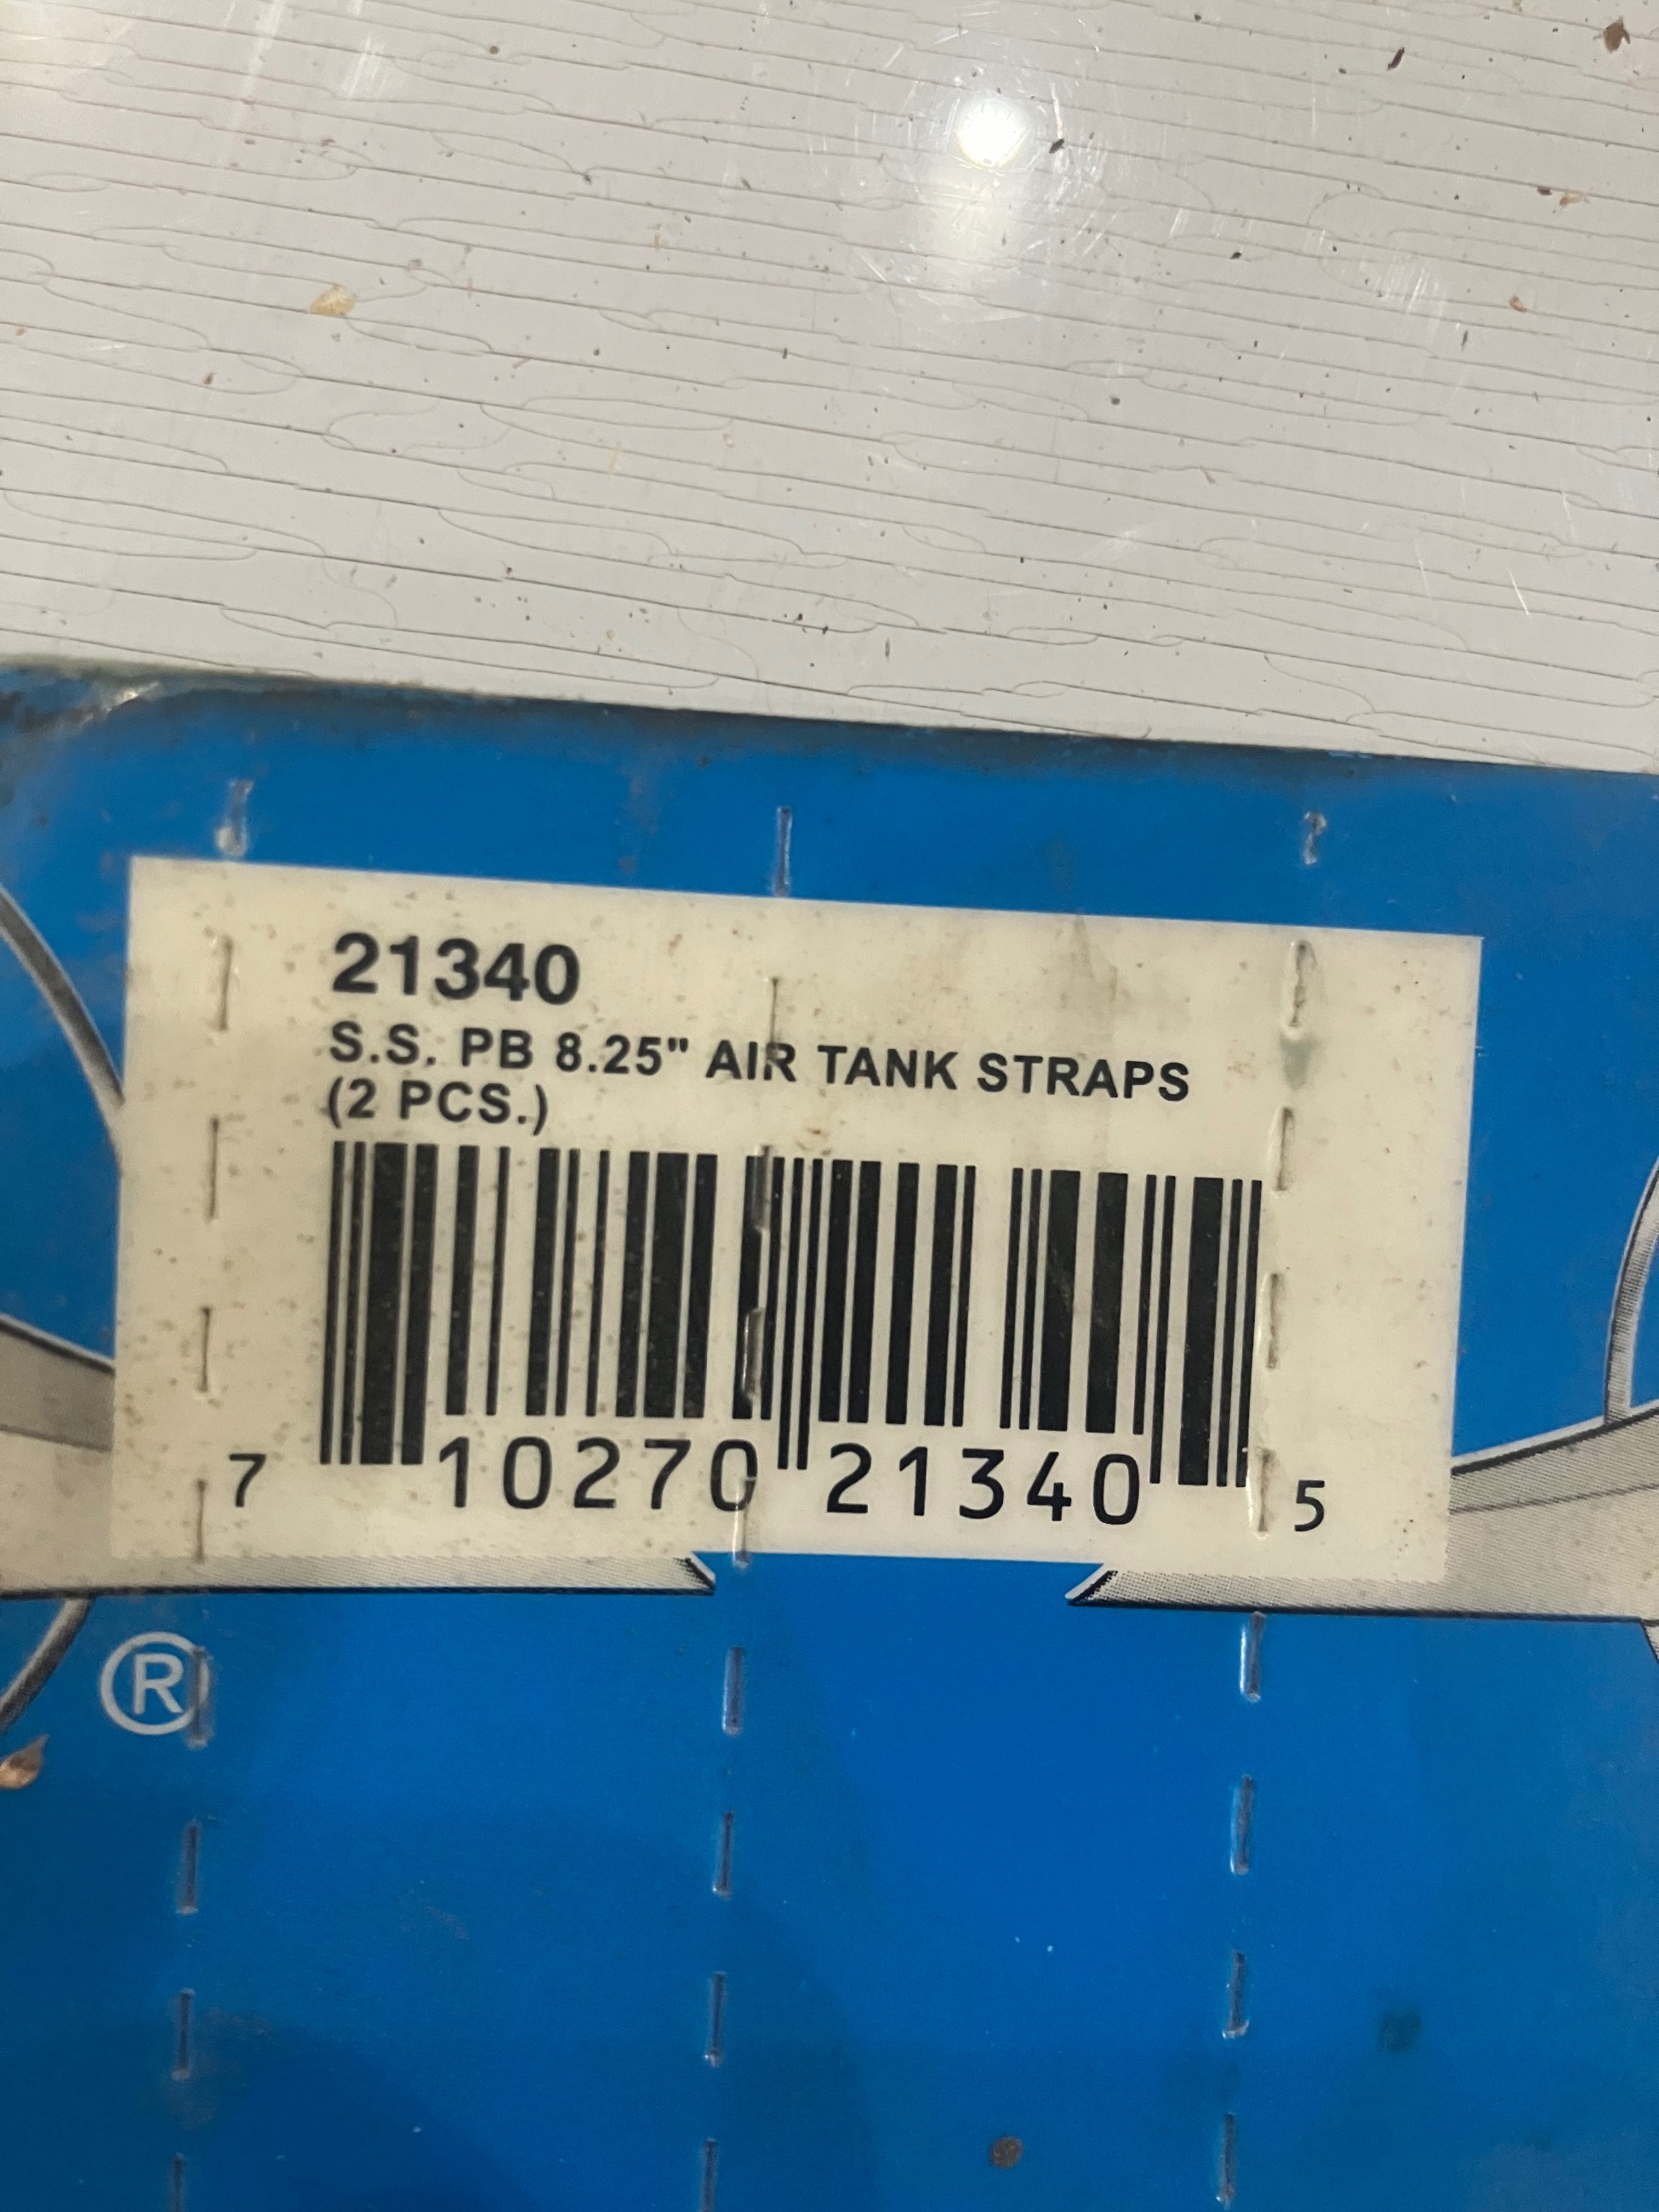 21340
S.S. PB 8.25" AIR TANK STRAPS
(2 PCS.)
7 10270 21340 5
®